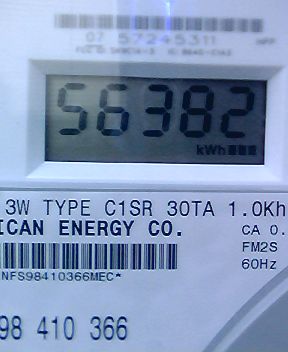 07 57245311
56382
kWh
3W TYPE C1SR 30TA 1.0Kh
ICAN ENERGY CO.
CA 0.
FM2S
60Hz
NFS98410366MEC*
98 410 366